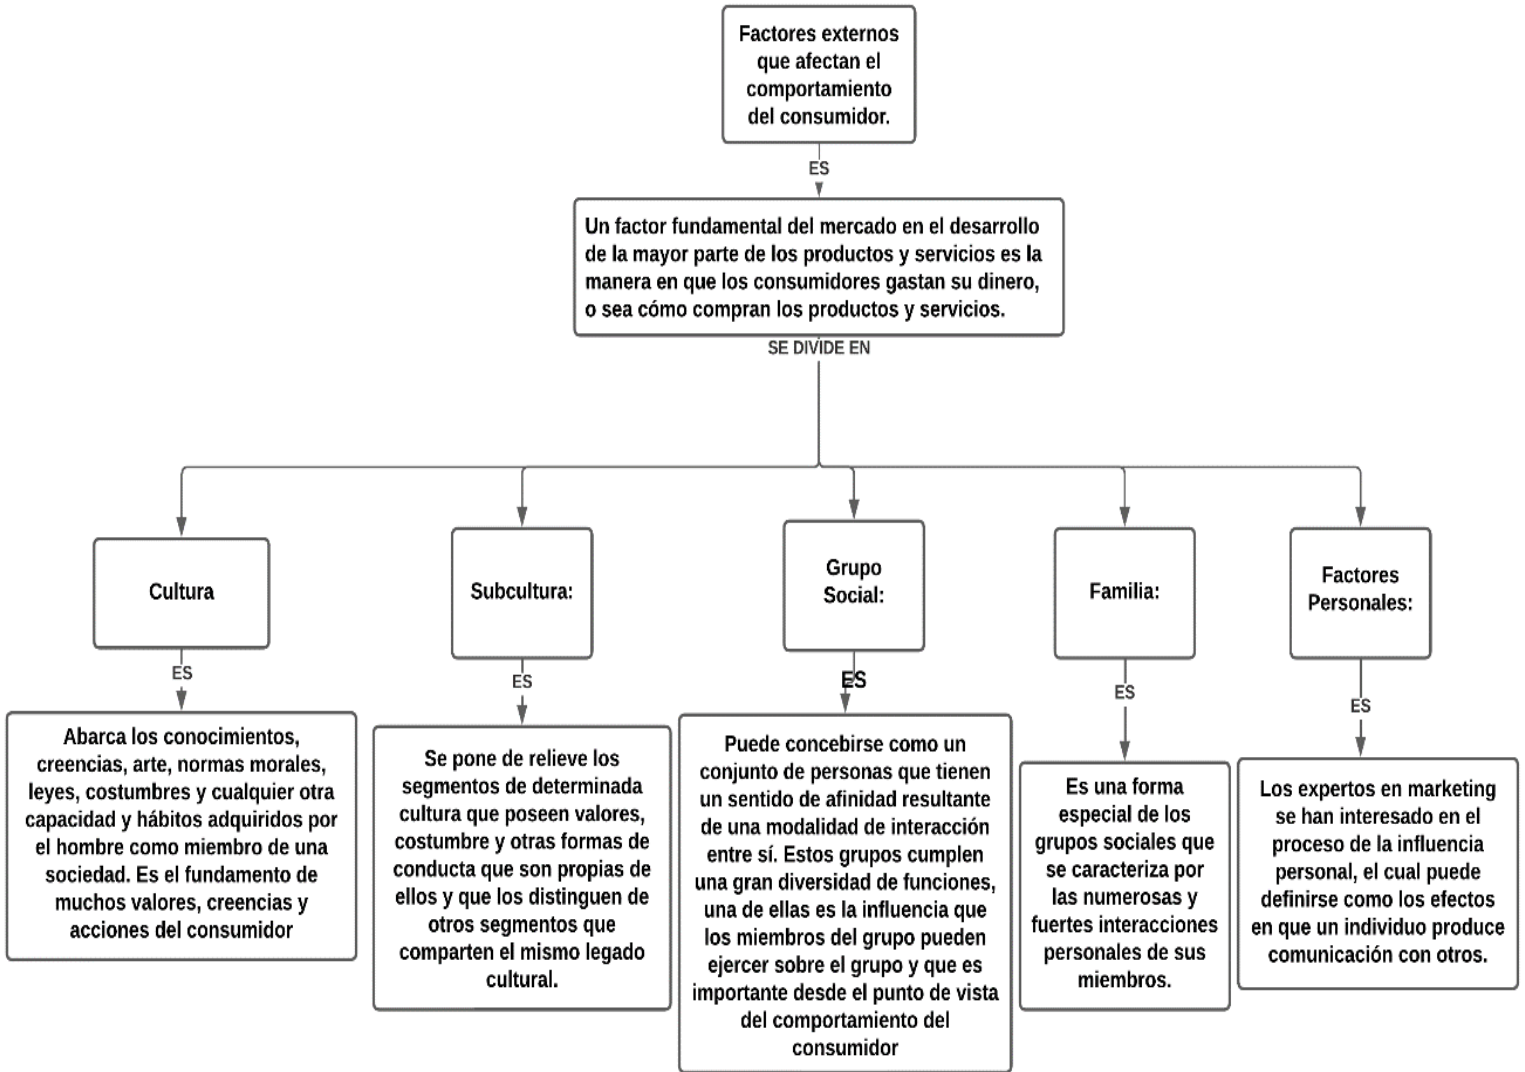 Factores externos
que afectan el
comportamiento
del consumidor.
ES
Un factor fundamental del mercado en el desarrollo
de la mayor parte de los productos y servicios es la
manera en que los consumidores gastan su dinero,
o sea cómo compran los productos y servicios.
SE DIVIDE EN
Cultura
ES
Abarca los conocimientos,
creencias, arte, normas morales,
leyes, costumbres y cualquier otra
capacidad y hábitos adquiridos por
el hombre como miembro de una
sociedad. Es el fundamento de
muchos valores, creencias y
acciones del consumidor
Subcultura:
ES
Se pone de relieve los
segmentos de determinada
cultura que poseen valores,
costumbre y otras formas de
conducta que son propias de
ellos y que los distinguen de
otros segmentos que
comparten el mismo legado
cultural.
Grupo
Social:
ES
Puede concebirse como un
conjunto de personas que tienen
un sentido de afinidad resultante
de una modalidad de interacción
entre sí. Estos grupos cumplen
una gran diversidad de funciones,
una de ellas es la influencia que
los miembros del grupo pueden
ejercer sobre el grupo y que es
importante desde el punto de vista
del comportamiento del
consumidor
Familia:
ES
Es una forma
especial de los
grupos sociales que
se caracteriza por
las numerosas y
fuertes interacciones
personales de sus
miembros.
Factores
Personales:
ES
Los expertos en marketing
se han interesado en el
proceso de la influencia
personal, el cual puede
definirse como los efectos
en que un individuo produce
comunicación con otros.